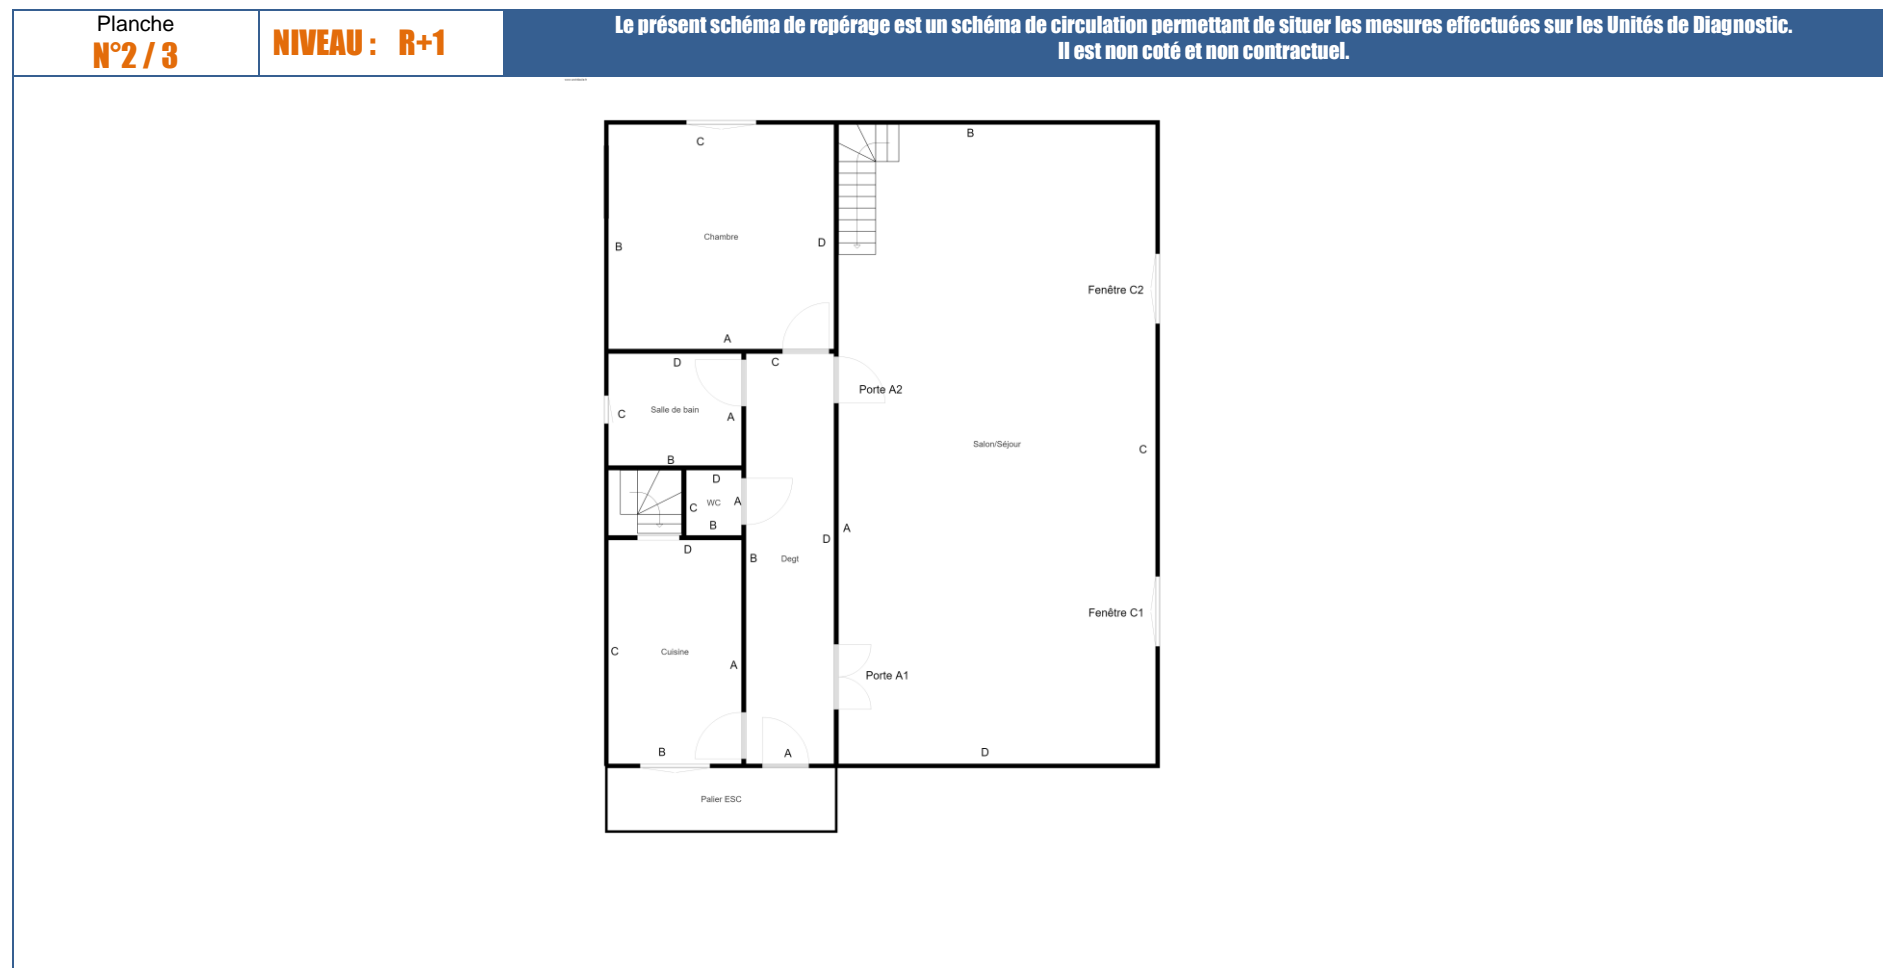 Planche
N°2 / 3
NIVEAU : R+1
Le présent schéma de repérage est un schéma de circulation permettant de situer les mesures effectuées sur les Unités de Diagnostic.
Il est non coté et non contractuel.
B
C
Chambre
B
D
Fenêtre C2
A
D
C
Porte A2
Salle de bain
C
A
Salon/Séjour
C
B
D
WC
A
C
B
A
D
D
B
Degt
Fenêtre C1
C
Cuisine
A
Porte A1
B
A
D
Palier ESC